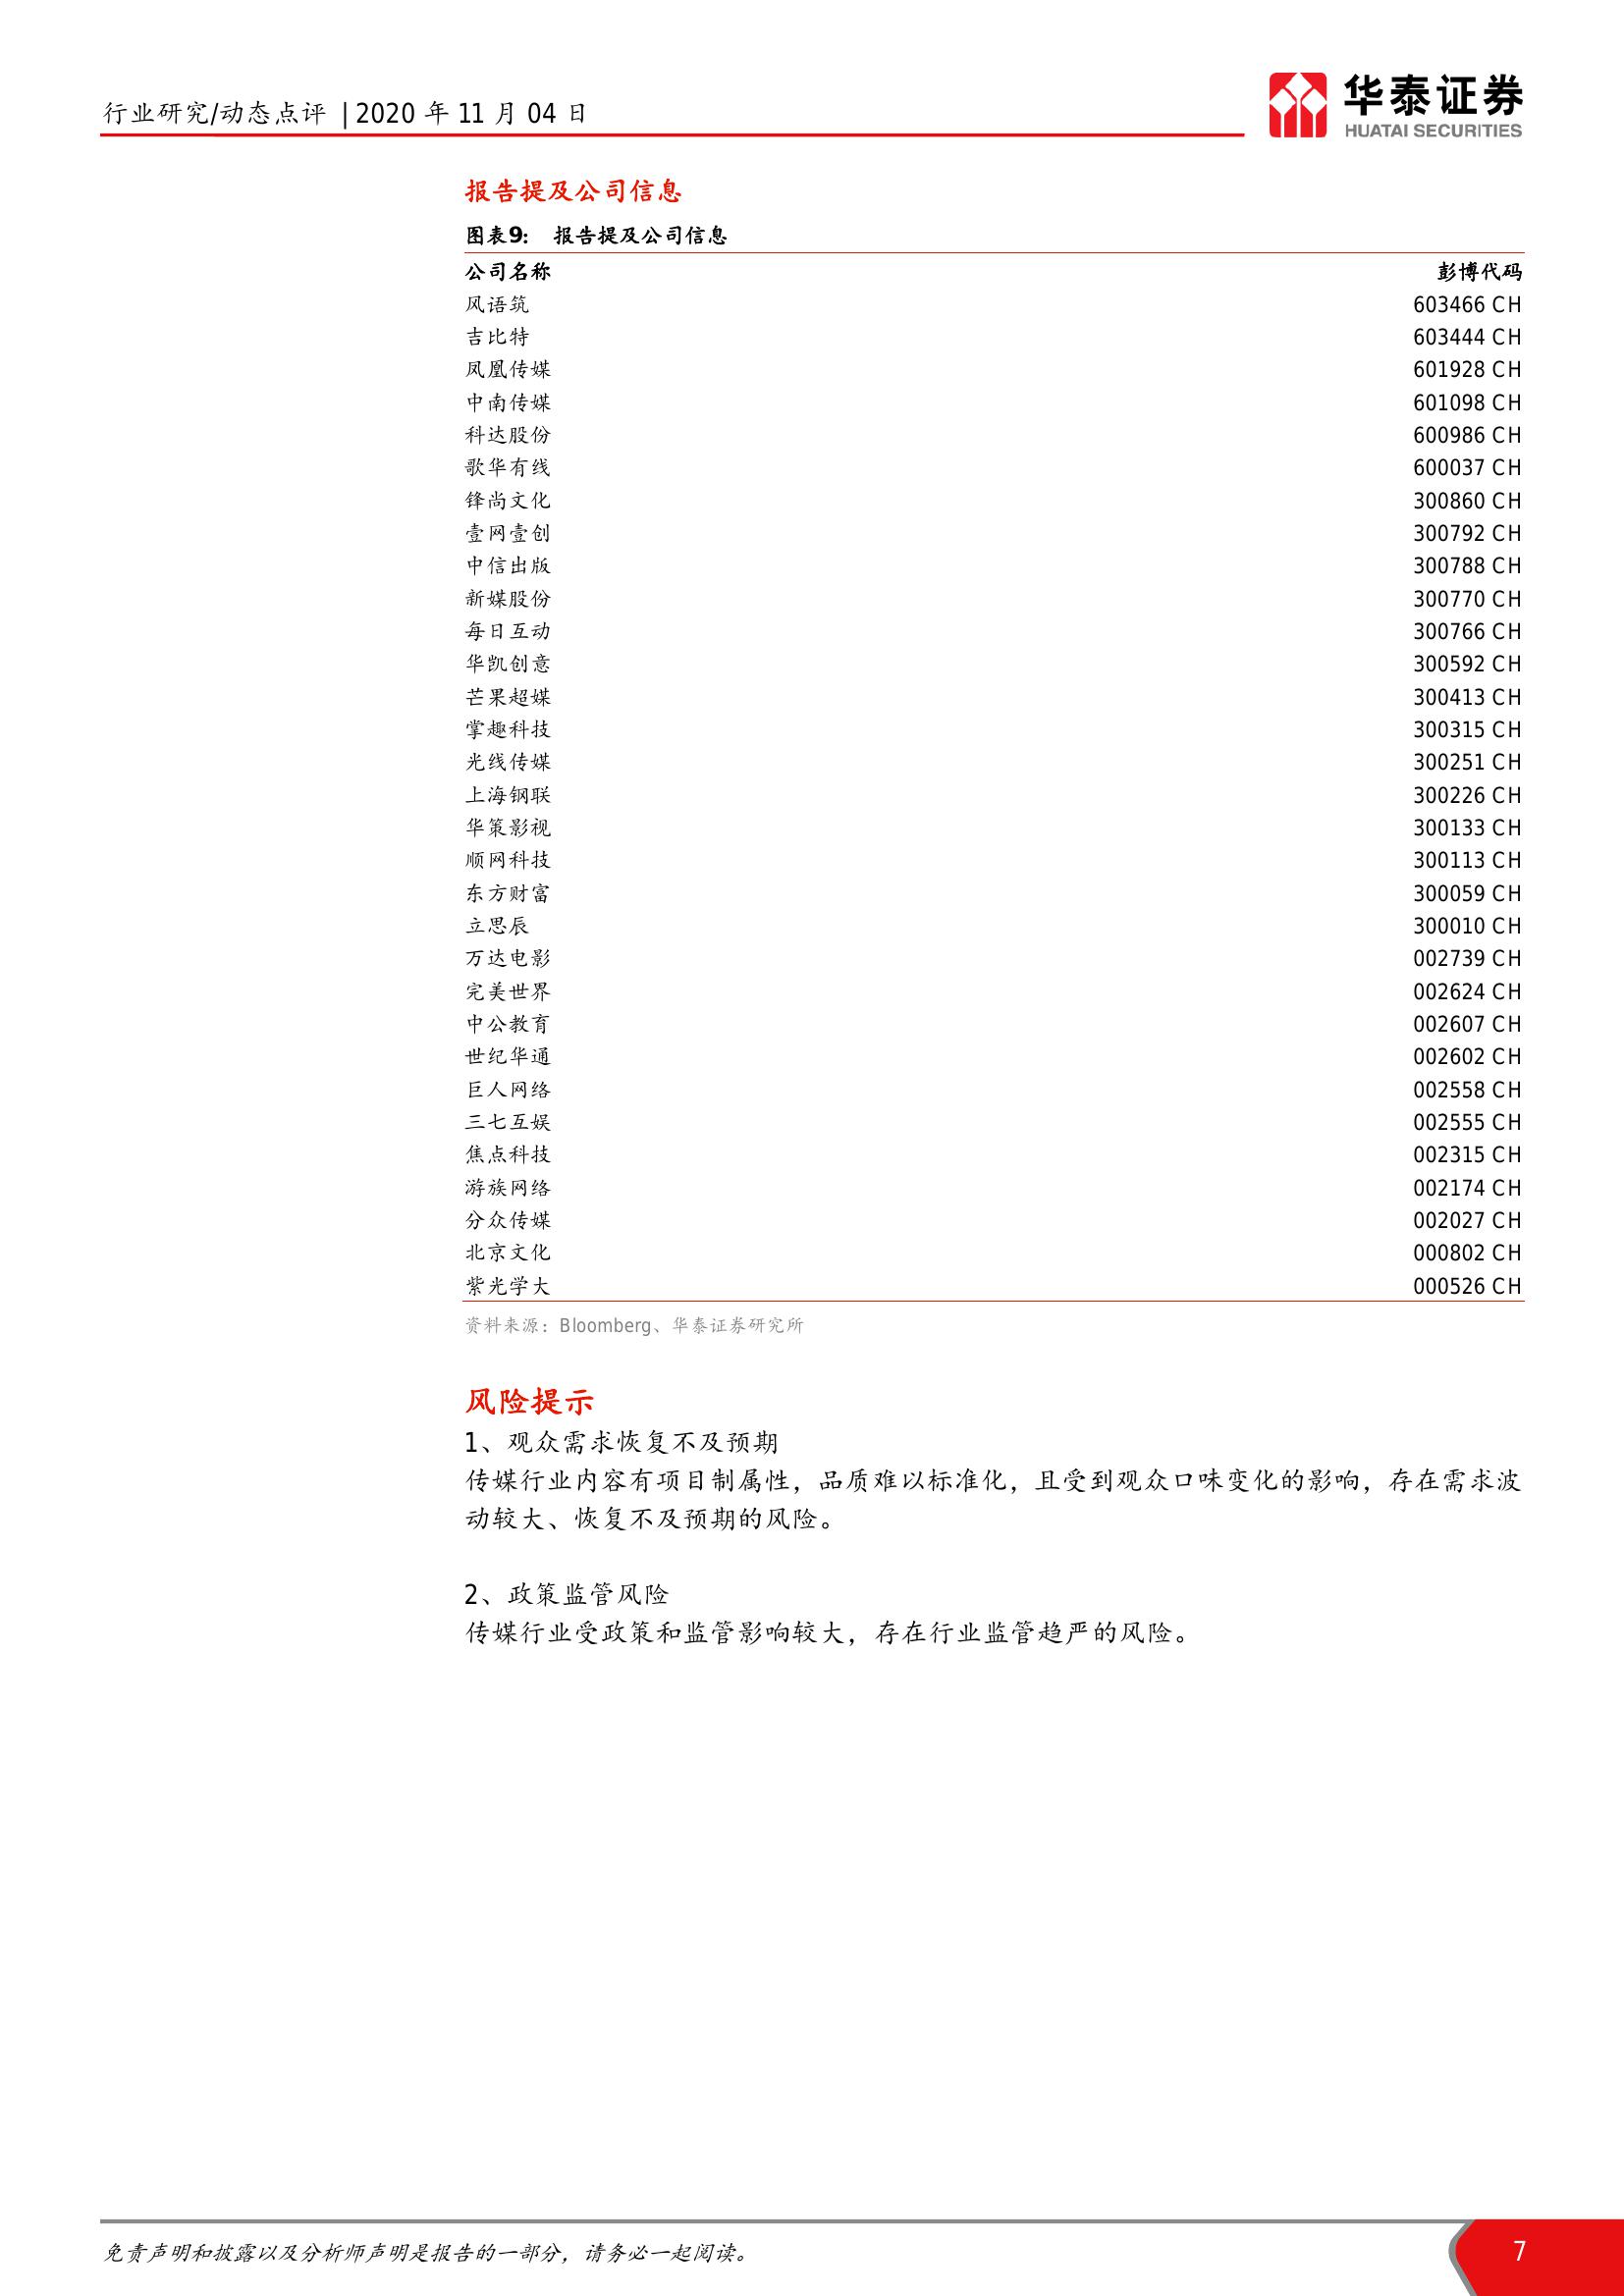 行业研究/动态点评 | 2020 年 11 月 04 日
华泰证券
HUATAI SECURITIES
报告提及公司信息
图表9: 报告提及公司信息
公司名称 彭博代码
风语筑 603466 CH
吉比特 603444 CH
凤凰传媒 601928 CH
中南传媒 601098 CH
科达股份 600986 CH
歌华有线 600037 CH
锋尚文化 300860 CH
壹网壹创 300792 CH
中信出版 300788 CH
新媒股份 300770 CH
每日互动 300766 CH
华凯创意 300592 CH
芒果超媒 300413 CH
掌趣科技 300315 CH
光线传媒 300251 CH
上海钢联 300226 CH
华策影视 300133 CH
顺网科技 300113 CH
东方财富 300059 CH
立思辰 300010 CH
万达电影 002739 CH
完美世界 002624 CH
中公教育 002607 CH
世纪华通 002602 CH
巨人网络 002558 CH
三七互娱 002555 CH
焦点科技 002315 CH
游族网络 002174 CH
分众传媒 002027 CH
北京文化 000802 CH
紫光学大 000526 CH
资料来源：Bloomberg、华泰证券研究所
风险提示
1、观众需求恢复不及预期
传媒行业内容有项目制属性，品质难以标准化，且受到观众口味变化的影响，存在需求波
动较大、恢复不及预期的风险。
2、政策监管风险
传媒行业受政策和监管影响较大，存在行业监管趋严的风险。
免责声明和披露以及分析师声明是报告的一部分，请务必一起阅读。
7